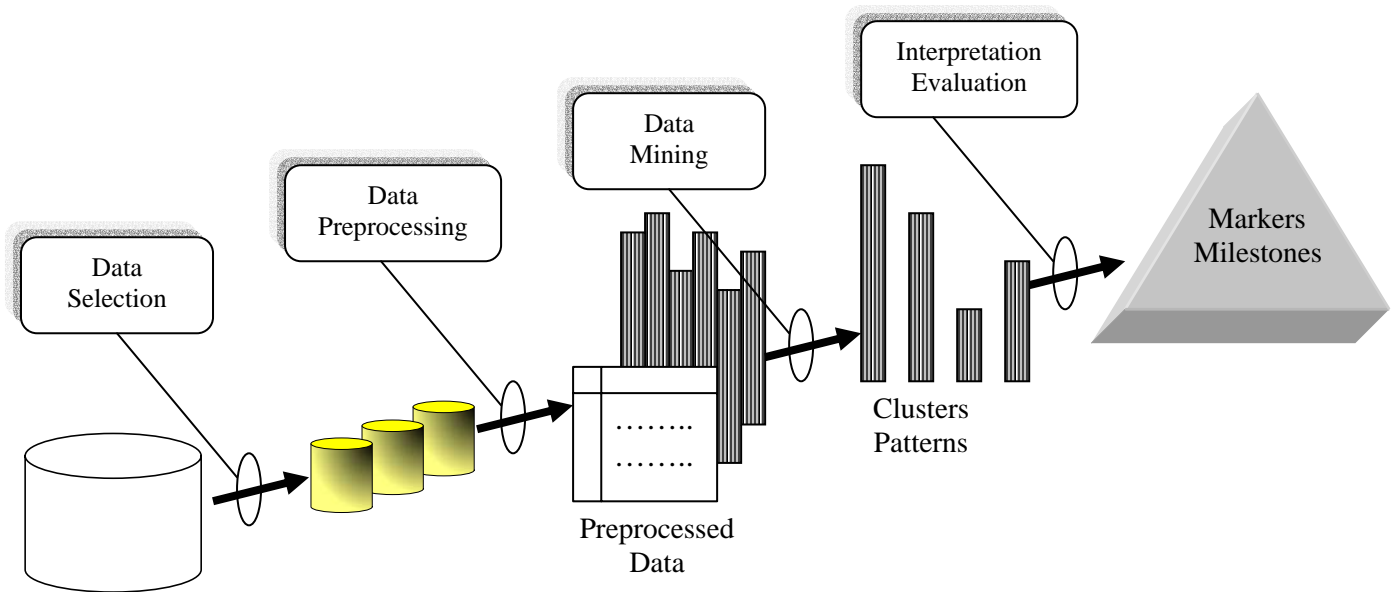 Data
Selection
Data
Preprocessing
Data
Mining
Interpretation
Evaluation
Preprocessed
Data
Clusters
Patterns
Markers
Milestones